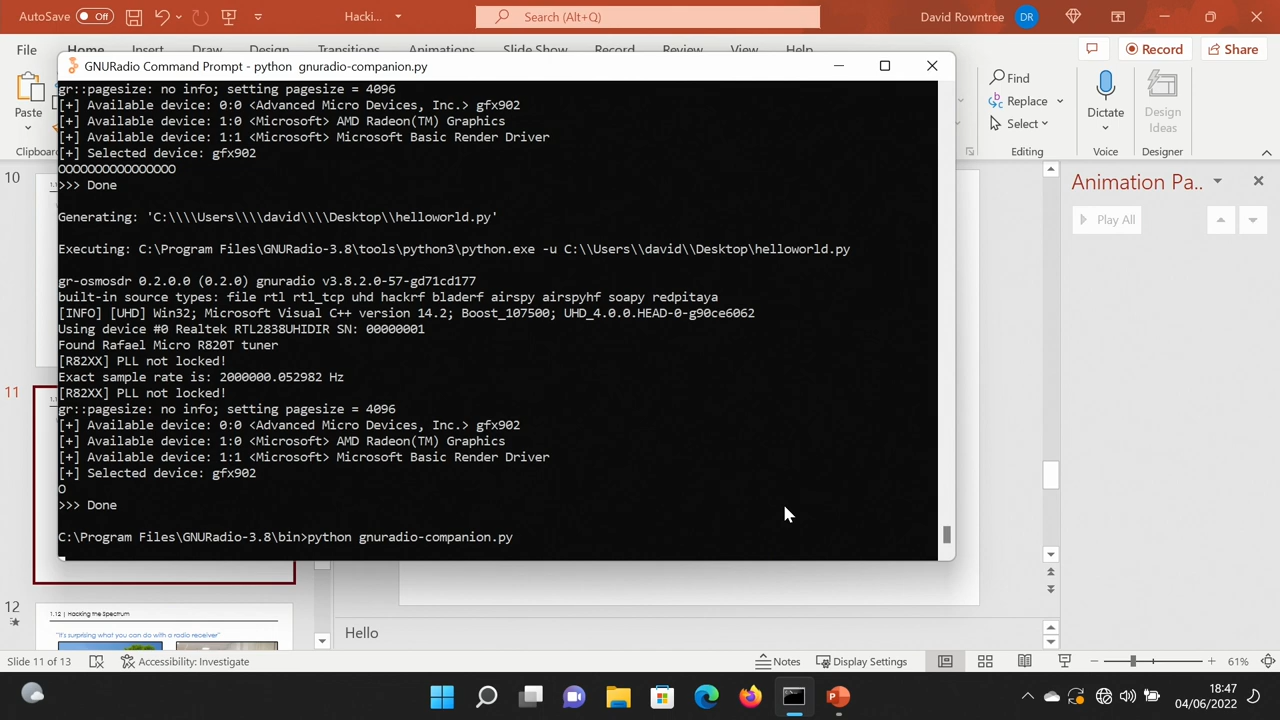 AutoSave Off
Hacki...
Search (Alt+Q)
David Rowntree
DR
File
Home
Insert
Draw
Design
Transitions
Animations
Slide Show
Record
Review
View
Help
Record
Share
GNURadio Command Prompt - python gnuradio-companion.py
Paste
Clipboard
Find
Replace
Select
Editing
Dictate
Voice
Design
Ideas
Designer
gr::pagesize: no info; setting pagesize = 4096
[+] Available device: 0:0 <Advanced Micro Devices, Inc.> gfx902
[+] Available device: 1:0 <Microsoft> AMD Radeon(TM) Graphics
[+] Available device: 1:1 <Microsoft> Microsoft Basic Render Driver
[+] Selected device: gfx902
OOOOOOOOOOOOOOOO
>>> Done
Generating: 'C:\\\\Users\\\\david\\\\Desktop\\helloworld.py'
Executing: C:\Program Files\GNURadio-3.8\tools\python3\python.exe -u C:\\Users\\david\\Desktop\helloworld.py
gr-osmosdr 0.2.0.0 (0.2.0) gnuradio v3.8.2.0-57-gd71cd177
built-in source types: file rtl rtl_tcp uhd hackrf bladerf airspy airspyhf soapy redpitaya
[INFO] [UHD] Win32; Microsoft Visual C++ version 14.2; Boost_107500; UHD_4.0.0.HEAD-0-g90ce6062
Using device #0 Realtek RTL2838UHIDIR SN: 00000001
Found Rafael Micro R820T tuner
[R82XX] PLL not locked!
Exact sample rate is: 2000000.052982 Hz
[R82XX] PLL not locked!
gr::pagesize: no info; setting pagesize = 4096
[+] Available device: 0:0 <Advanced Micro Devices, Inc.> gfx902
[+] Available device: 1:0 <Microsoft> AMD Radeon(TM) Graphics
[+] Available device: 1:1 <Microsoft> Microsoft Basic Render Driver
[+] Selected device: gfx902
O
>>> Done
C:\Program Files\GNURadio-3.8\bin>python gnuradio-companion.py
Animation Pa..
Play All
10
11
12
1.12 | Hacking the Spectrum
"It's surprising what you can do with a radio receiver"
Hello
Slide 11 of 13
Accessibility: Investigate
Notes
Display Settings
61%
18:47
04/06/2022